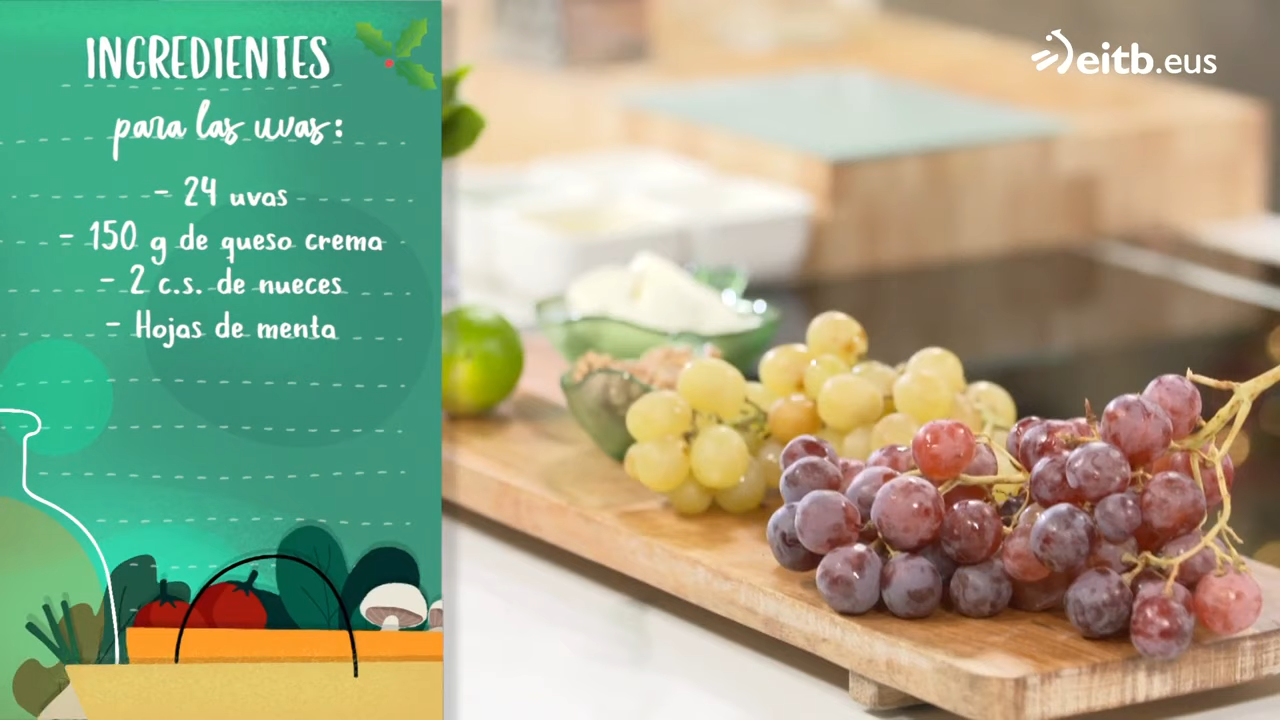 INGREDIENTES
para las uvas:
- 24 uvas
- 150 g de queso crema
- 2 c.s. de nueces
- Hojas de menta
eitb.eus